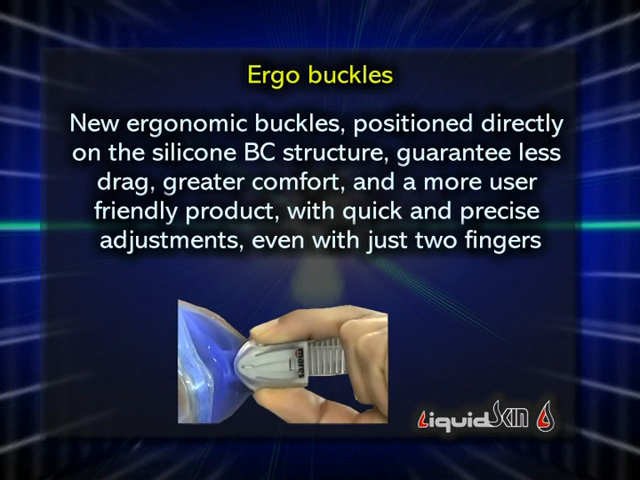 Ergo buckles
New ergonomic buckles, positioned directly
on the silicone BC structure, guarantee less
drag, greater comfort, and a more user
friendly product, with quick and precise
adjustments, even with just two fingers
mares
LiquidSkin